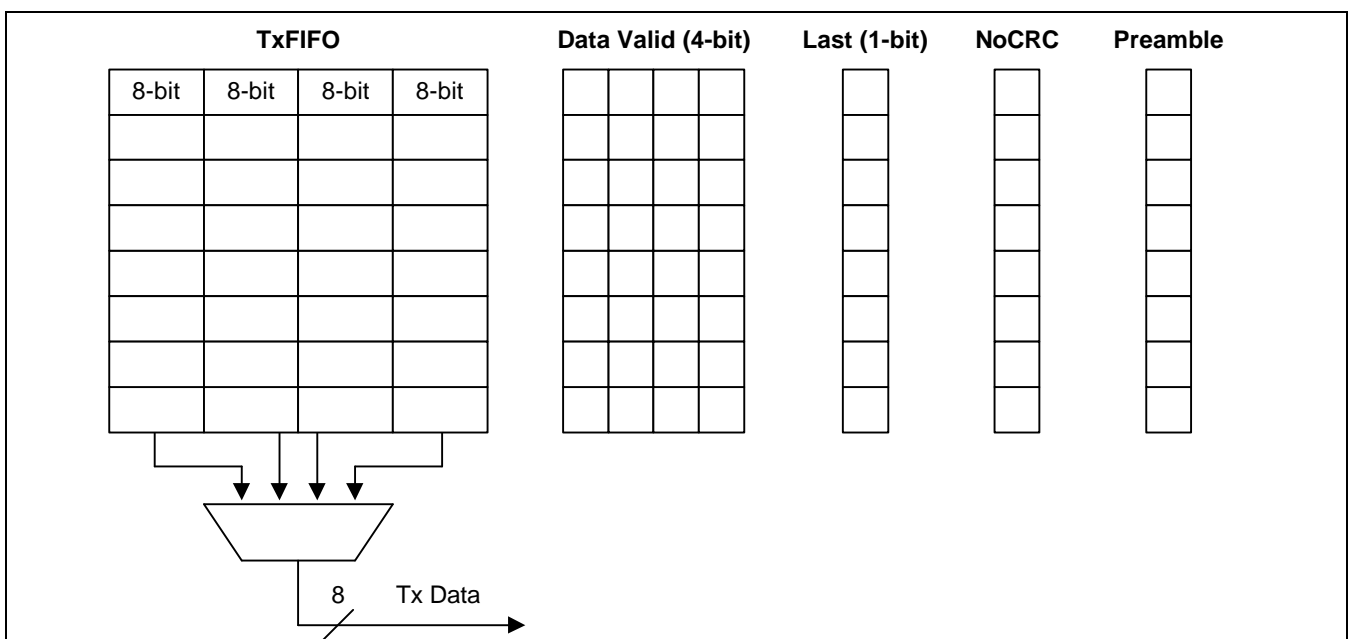 TxFIFO Data Valid (4-bit) Last (1-bit) NoCRC Preamble
8-bit 8-bit 8-bit 8-bit
8 Tx Data